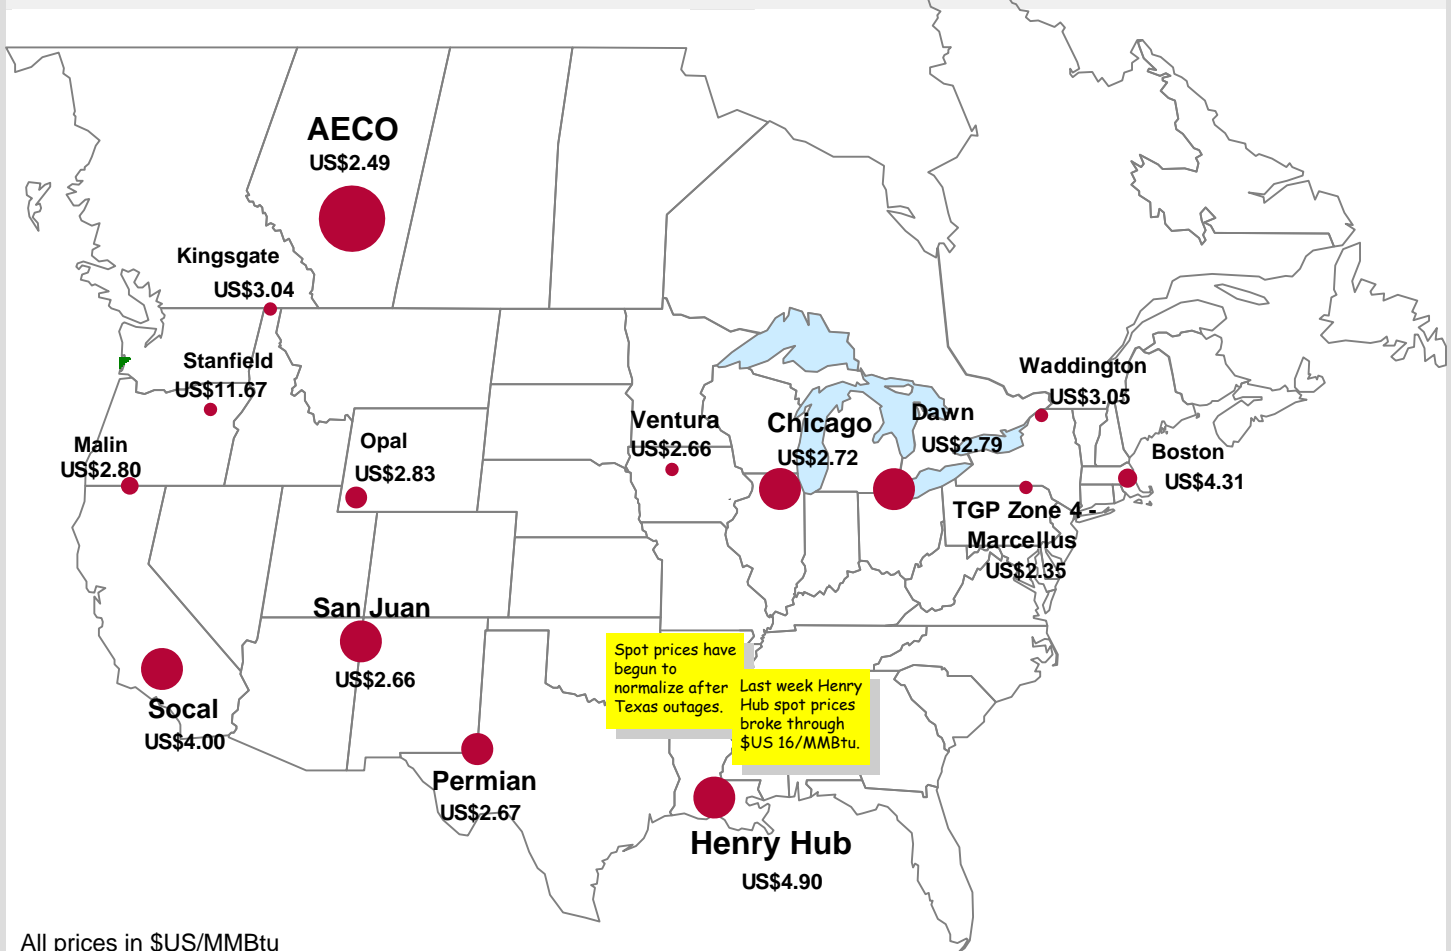 AECO
US$2.49
Kingsgate
US$3.04
Stanfield
US$11.67
Waddington
US$3.05
Malin
US$2.80
Opal
US$2.83
Ventura
US$2.66
Chicago
US$2.72
Dawn
US$2.79
Boston
US$4.31
TGP Zone 4 -
Marcellus
US$2.35
San Juan
US$2.66
Socal
US$4.00
Permian
US$2.67
Spot prices have
begun to
normalize after
Texas outages.
Last week Henry
Hub spot prices
broke through
$US 16/MMBtu.
Henry Hub
US$4.90
All prices in $US/MMBtu